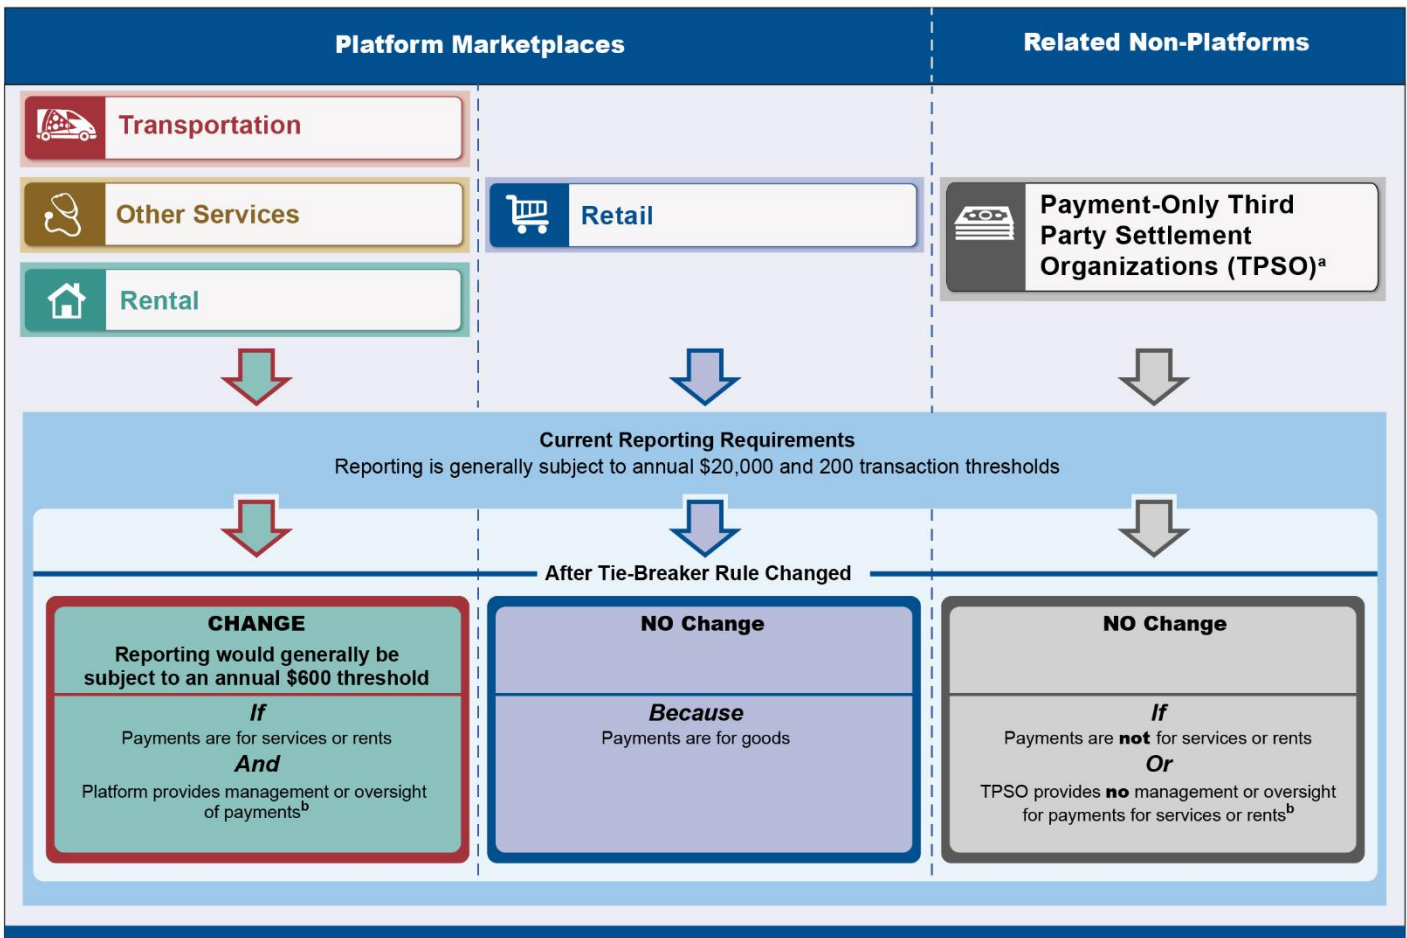 Platform Marketplaces
Related Non-Platforms
Transportation
Other Services
Rental
Retail
Payment-Only Third
Party Settlement
Organizations (TPSO)a
Current Reporting Requirements
Reporting is generally subject to annual $20,000 and 200 transaction thresholds
After Tie-Breaker Rule Changed
CHANGE
Reporting would generally be
subject to an annual $600 threshold
If
Payments are for services or rents
And
Platform provides management or oversight
of paymentsb
NO Change
Because
Payments are for goods
NO Change
If
Payments are not for services or rents
Or
TPSO provides no management or oversight
for payments for services or rentsb